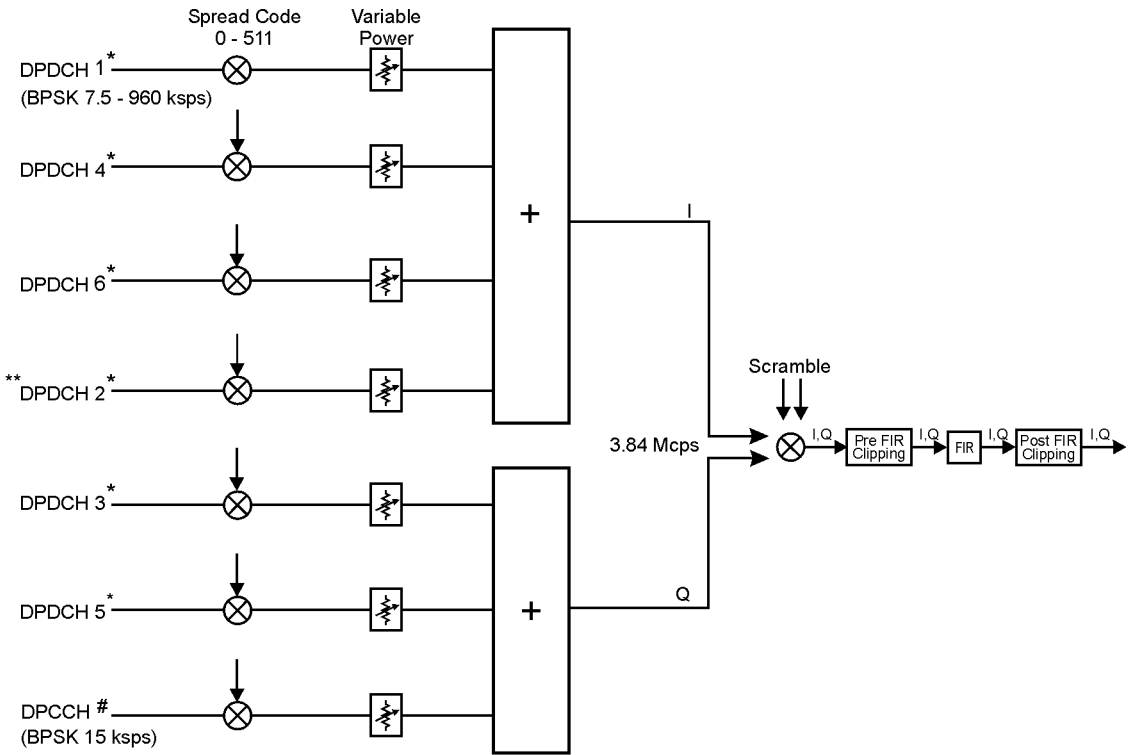 Spread Code
0 - 511
Variable
Power
DPDCH 1*
(BPSK 7.5 - 960 ksps)
DPDCH 4*
DPDCH 6*
**DPDCH 2*
DPDCH 3*
DPDCH 5*
DPCCH #
(BPSK 15 ksps)
+
+
I
Q
3.84 Mcps
Scramble
I,Q
Pre FIR
Clipping
I,Q
FIR
I,Q
Post FIR
Clipping
I,Q